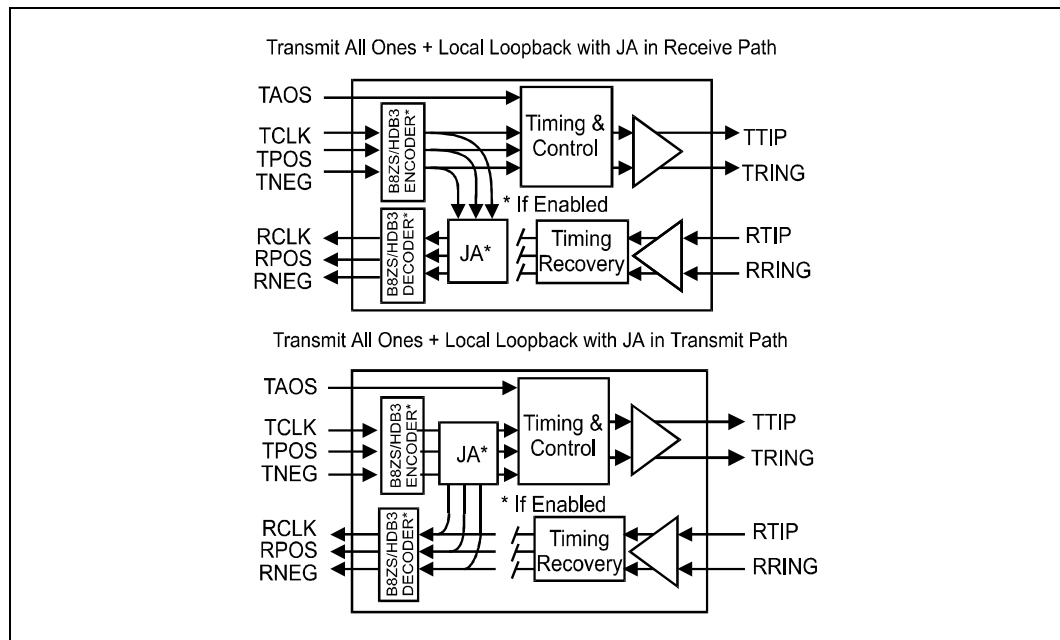 Transmit All Ones + Local Loopback with JA in Receive Path
TAOS
TCLK
TPOS
TNEG
B8ZS/HDB3
ENCODER*
Timing &
Control
TTIP
TRING
* If Enabled
RCLK
RPOS
RNEG
B8ZS/HDB3
DECODER*
JA*
Timing
Recovery
RTIP
RRING
Transmit All Ones + Local Loopback with JA in Transmit Path
TAOS
TCLK
TPOS
TNEG
B8ZS/HDB3
ENCODER*
JA*
Timing &
Control
TTIP
TRING
* If Enabled
RCLK
RPOS
RNEG
B8ZS/HDB3
DECODER*
Timing
Recovery
RTIP
RRING